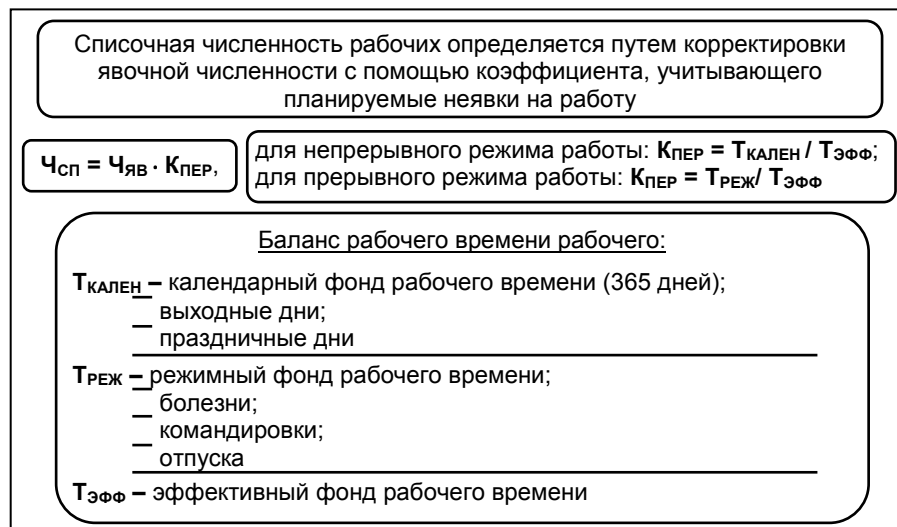 Списочная численность рабочих определяется путем корректировки
явочной численности с помощью коэффициента, учитывающего
планируемые неявки на работу
ЧСП = ЧЯВ · КПЕР,
для непрерывного режима работы: КПЕР = ТКАЛЕН / ТЭФФ;
для прерывного режима работы: КПЕР = ТРЕЖ/ ТЭФФ
Баланс рабочего времени рабочего:
ТКАЛЕН – календарный фонд рабочего времени (365 дней);
выходные дни;
праздничные дни
ТРЕЖ – режимный фонд рабочего времени;
болезни;
командировки;
отпуска
ТЭФФ – эффективный фонд рабочего времени